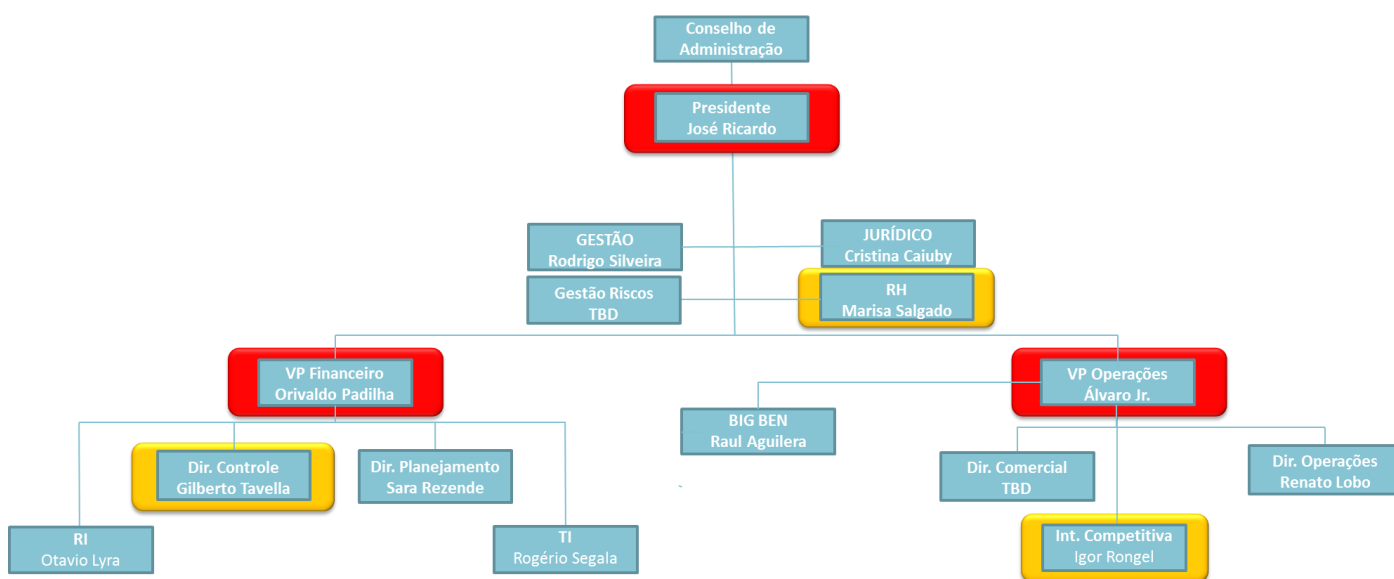 Conselho de
Administração
Presidente
José Ricardo
GESTÃO
Rodrigo Silveira
JURÍDICO
Cristina Caiuby
Gestão Riscos
TBD
RH
Marisa Salgado
VP Financeiro
Orivaldo Padilha
VP Operações
Álvaro Jr.
BIG BEN
Raul Aguilera
Dir. Controle
Gilberto Tavella
Dir. Planejamento
Sara Rezende
Dir. Comercial
TBD
Dir. Operações
Renato Lobo
RI
Otavio Lyra
TI
Rogério Segala
Int. Competitiva
Igor Rongel